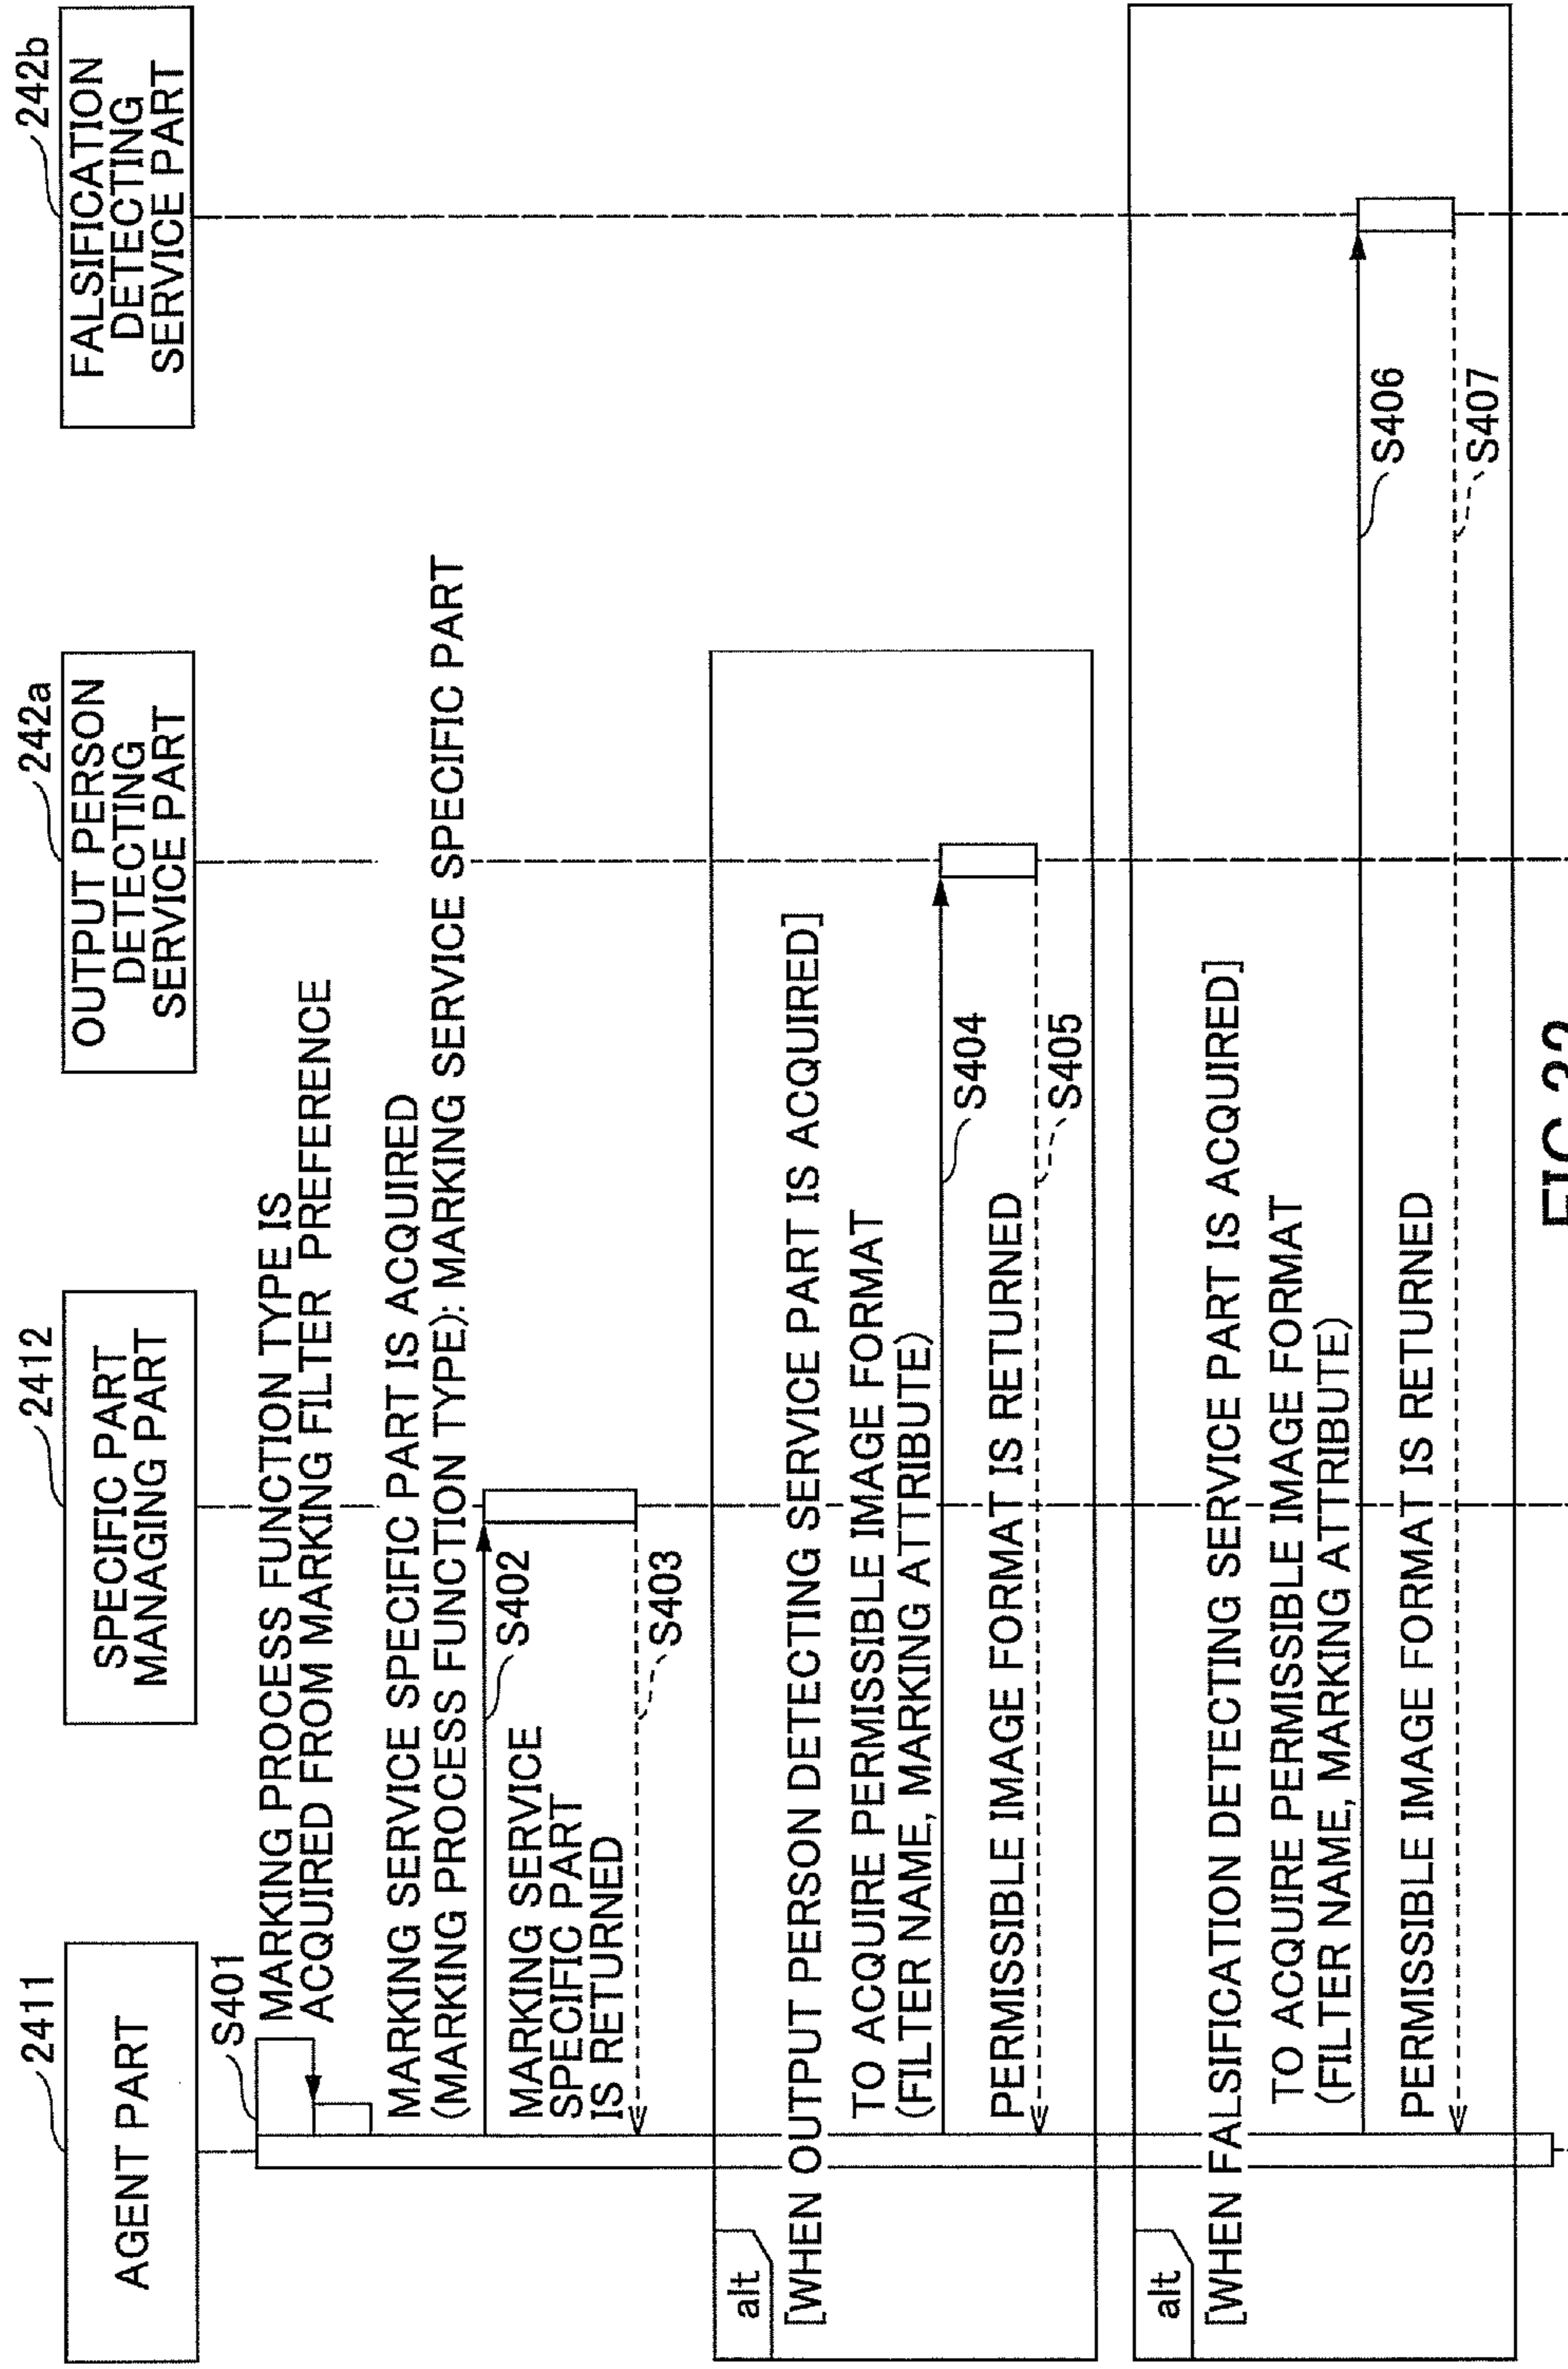 2411
AGENT PART
2412
SPECIFIC PART
MANAGING PART
242a
OUTPUT PERSON
DETECTING
SERVICE PART
242b
FALSIFICATION
DETECTING
SERVICE PART
S401
MARKING PROCESS FUNCTION TYPE IS
ACQUIRED FROM MARKING FILTER PREFERENCE
MARKING SERVICE SPECIFIC PART IS ACQUIRED
(MARKING PROCESS FUNCTION TYPE): MARKING SERVICE SPECIFIC PART
S402
MARKING SERVICE
SPECIFIC PART
IS RETURNED
S403
alt
[WHEN OUTPUT PERSON DETECTING SERVICE PART IS ACQUIRED]
TO ACQUIRE PERMISSIBLE IMAGE FORMAT
(FILTER NAME, MARKING ATTRIBUTE)
S404
PERMISSIBLE IMAGE FORMAT IS RETURNED
S405
alt
[WHEN FALSIFICATION DETECTING SERVICE PART IS ACQUIRED]
TO ACQUIRE PERMISSIBLE IMAGE FORMAT
(FILTER NAME, MARKING ATTRIBUTE)
S406
PERMISSIBLE IMAGE FORMAT IS RETURNED
S407